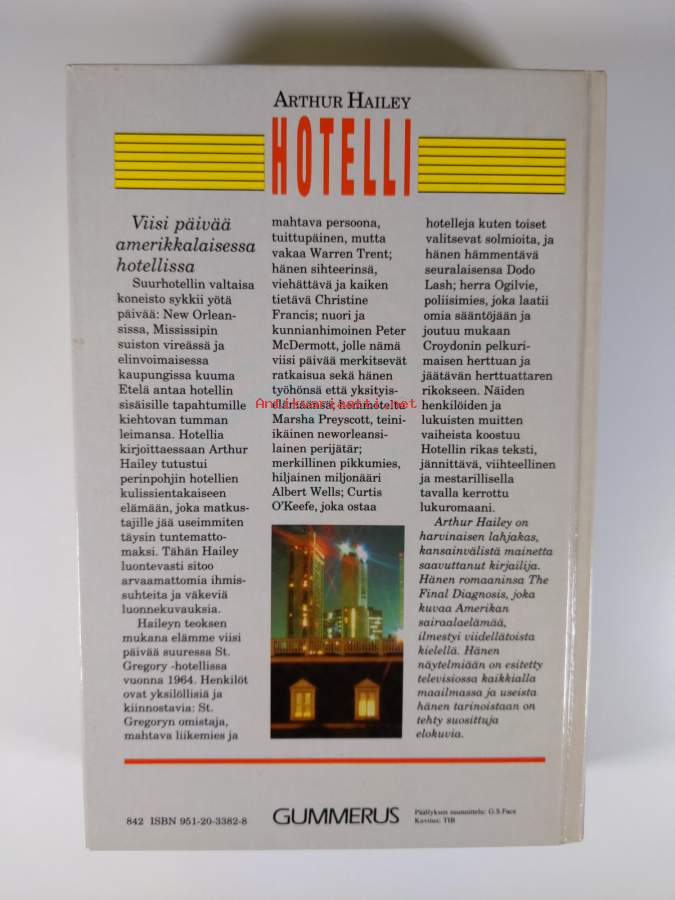 ARTHUR HAILEY
HOTELLI
Viisi päivää
amerikkalaisessa
hotellissa
Suurhotellin valtaisa
koneisto sykkii yötä
päivää: New Orlean-
sissa, Mississipin
suiston vireässä ja
elinvoimaisessa
kaupungissa kuuma
Etelä antaa hotellin
sisäisille tapahtumille
kiehtovan tumman
leimansa. Hotellia
kirjoittaessaan Arthur
Hailey tutustui
perinpohjin hotellien
kulissientakaiseen
elämään, joka matkus-
tajille jää useimmiten
täysin tuntematto-
maksi. Tähän Hailey
luontevasti sitoo
arvaamattomia ihmis-
suhteita ja väkeviä
luonnekuvauksia.
Haileyn teoksen
mukana elämme viisi
päivää suuressa St.
Gregory -hotellissa
vuonna 1964. Henkilöt
ovat yksilöllisiä ja
kiinnostavia: St.
Gregoryn omistaja,
mahtava liikemies ja
mahtava persoona,
tuittupäinen, mutta
vakaa Warren Trent;
hänen sihteerinsä,
viehättävä ja kaiken
tietävä Christine
Francis; nuori ja
kunnianhimoinen Peter
McDermott, jolle nämä
viisi päivää merkitsevät
ratkaisua sekä hänen
työhönsä että yksityis-
elämäänsä;
Marsha Preyscott, teini-
ikäinen neworleansi-
lainen perijätär;
merkillinen pikkumies,
hiljainen miljonääri
Albert Wells; Curtis
O'Keefe, joka ostaa
hotelleja kuten toiset
valitsevat solmioita, ja
hänen hämmentävä
seuralaisensa Dodo
Lash; herra Ogilvie,
poliisimies, joka laatii
omia sääntöjään ja
joutuu mukaan
Croydonin pelkuri-
maisen herttuan ja
jäätävän herttuattaren
rikokseen. Näiden
henkilöiden ja
lukuisten muitten
vaiheista koostuu
Hotellin rikas teksti,
jännittävä, viihteellinen
ja mestarillisella
tavalla kerrottu
lukuromaani.
Arthur Hailey on
harvinaisen lahjakas,
kansainvälistä mainetta
saavuttanut kirjailija.
Hänen romaaninsa The
Final Diagnosis, joka
kuvaa Amerikan
sairaalaelämää,
ilmestyi viidellätoista
kielellä. Hänen
näytelmiään on esitetty
televisiossa kaikkialla
maailmassa ja useista
hänen tarinoistaan on
tehty suosittuja
elokuvia.
Antikvariaatti.net
842 ISBN 951-20-3382-8
GUMMERUS
Päällyksen suunnittelu: G.S-Pace
Kuvitus: TIB